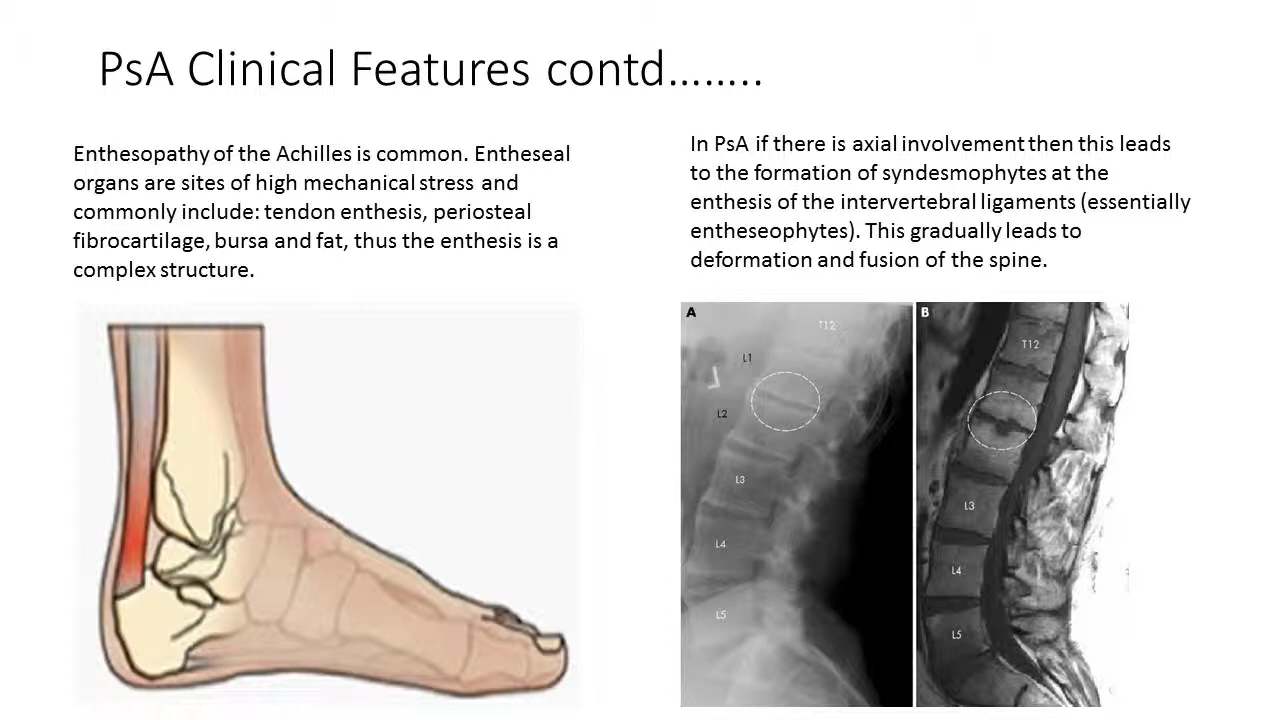 PsA Clinical Features contd……..
Enthesopathy of the Achilles is common. Entheseal
organs are sites of high mechanical stress and
commonly include: tendon enthesis, periosteal
fibrocartilage, bursa and fat, thus the enthesis is a
complex structure.
In PsA if there is axial involvement then this leads
to the formation of syndesmophytes at the
enthesis of the intervertebral ligaments (essentially
entheseophytes). This gradually leads to
deformation and fusion of the spine.
A
T12
L1
L
L2
L3
L4
L5
B
T12
L3
L4
L5